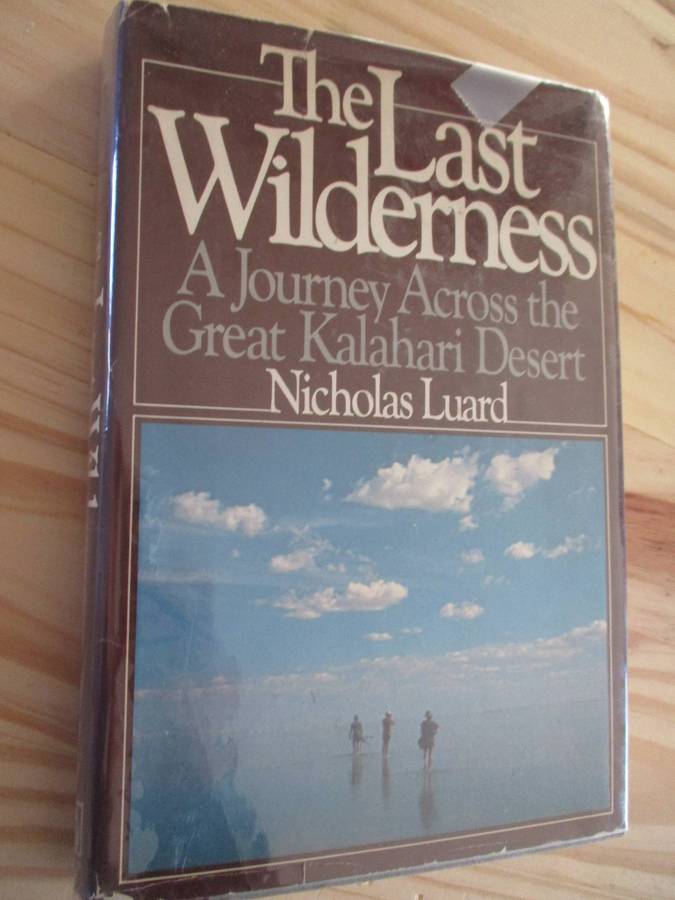 The Last
Wilderness
A Journey Across the
Great Kalahari Desert
Nicholas Luard